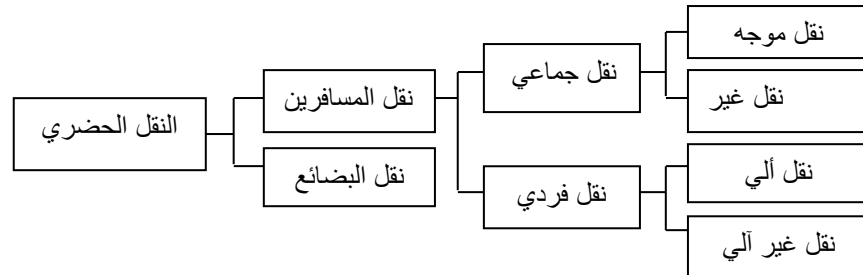 النقل الحضري
نقل المسافرين
نقل البضائع
نقل جماعي
نقل فردي
نقل موجه
نقل غير
نقل ألي
نقل غير آلي